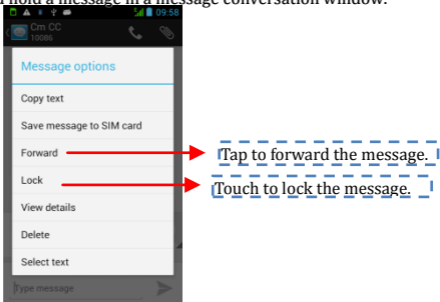 hold a message in a message conversation window.
09:58
Cm CC
10086
Message options
Copy text
Save message to SIM card
Forward
Tap to forward the message.
Lock
Touch to lock the message.
View details
Delete
Select text
Type message